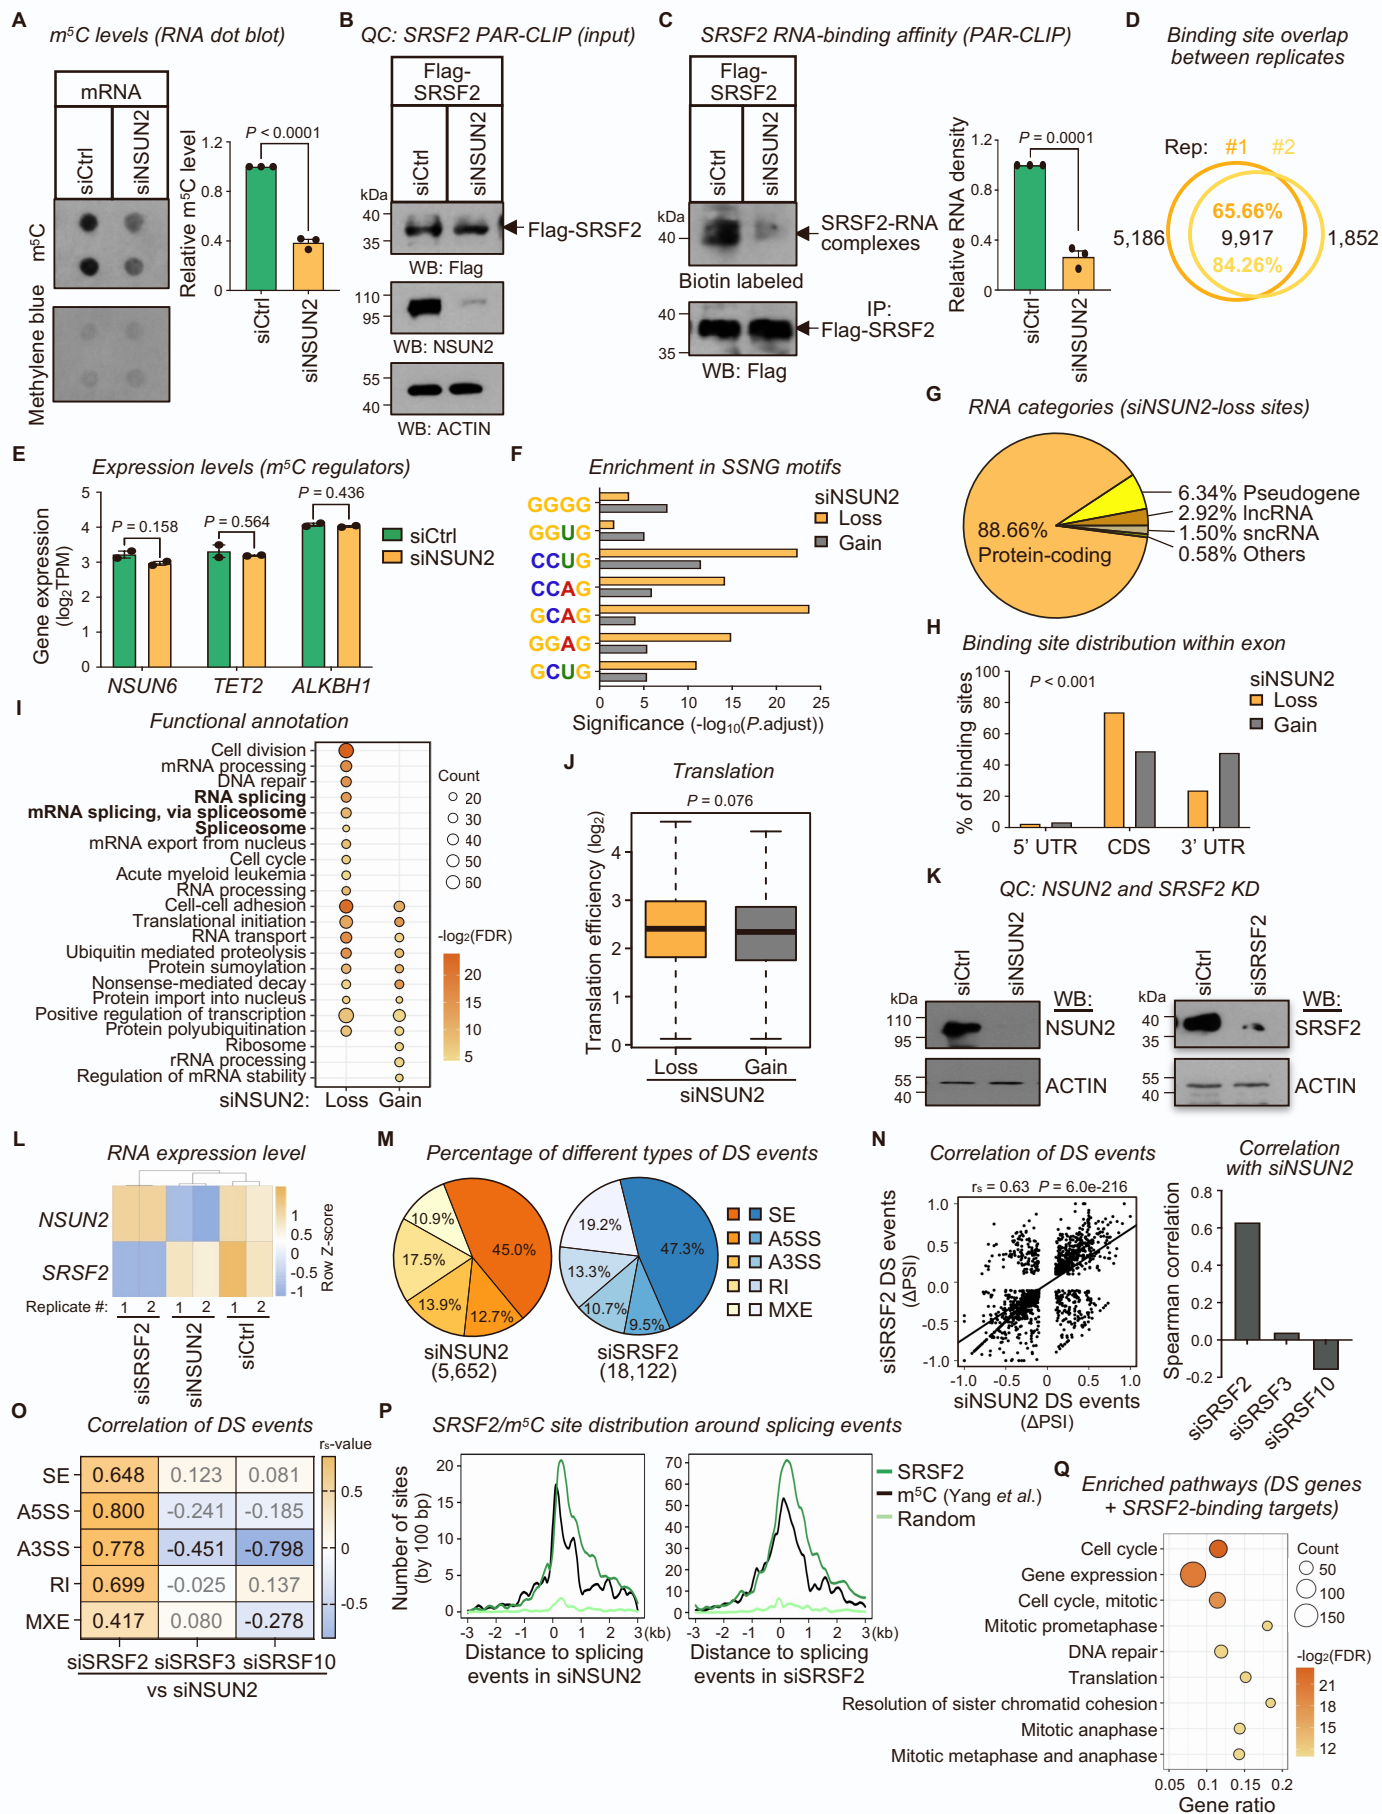 A
m⁵C levels (RNA dot blot)
mRNA
siCtrl
siNSUN2
m⁵C
Methylene blue
Relative m⁵C level
P < 0.0001
1.2
0.8
0.4
0
siCtrl
siNSUN2
B
QC: SRSF2 PAR-CLIP (input)
Flag-
SRSF2
siCtrl
siNSUN2
kDa
40
35
Flag-SRSF2
WB: Flag
110
95
WB: NSUN2
55
40
WB: ACTIN
C
SRSF2 RNA-binding affinity (PAR-CLIP)
Flag-
SRSF2
siCtrl
siNSUN2
kDa
40
SRSF2-RNA
complexes
Biotin labeled
40
35
IP:
Flag-SRSF2
WB: Flag
Relative RNA density
P = 0.0001
1.2
0.8
0.4
0
siCtrl
siNSUN2
D
Binding site overlap
between replicates
Rep: #1 #2
65.66%
5,186 9,917 1,852
84.26%
E
Expression levels (m⁵C regulators)
Gene expression
(log₂TPM)
5
4
3
2
1
0
P = 0.158
P = 0.564
P = 0.436
siCtrl
siNSUN2
NSUN6 TET2 ALKBH1
F
Enrichment in SSNG motifs
GGGG
GGUG
CCUG
CCAG
GCAG
GGAG
GCUG
siNSUN2
Loss
Gain
0 5 10 15 20 25
Significance (-log₁₀(P.adjust))
G
RNA categories (siNSUN2-loss sites)
88.66%
Protein-coding
6.34% Pseudogene
2.92% lncRNA
1.50% sncRNA
0.58% Others
H
Binding site distribution within exon
% of binding sites
100
80
60
40
20
0
P < 0.001
siNSUN2
Loss
Gain
5' UTR CDS 3' UTR
I
Functional annotation
Cell division
mRNA processing
DNA repair
RNA splicing
mRNA splicing, via spliceosome
Spliceosome
mRNA export from nucleus
Cell cycle
Acute myeloid leukemia
RNA processing
Cell-cell adhesion
Translational initiation
RNA transport
Ubiquitin mediated proteolysis
Protein sumoylation
Nonsense-mediated decay
Protein import into nucleus
Positive regulation of transcription
Protein polyubiquitination
Ribosome
rRNA processing
Regulation of mRNA stability
siNSUN2: Loss Gain
Count
20
30
40
50
60
-log₂(FDR)
20
15
10
5
J
Translation
P = 0.076
Translation efficiency (log₂)
4
3
2
1
0
Loss Gain
siNSUN2
K
QC: NSUN2 and SRSF2 KD
siCtrl
siNSUN2
kDa
110
95
WB:
NSUN2
55
40
ACTIN
siCtrl
siSRSF2
kDa
40
35
WB:
SRSF2
55
40
ACTIN
L
RNA expression level
NSUN2
SRSF2
Replicate #: 1 2 1 2 1 2
siSRSF2
siNSUN2
siCtrl
1
0.5
0
-0.5
-1
Row Z-score
M
Percentage of different types of DS events
10.9%
45.0%
17.5%
13.9%
12.7%
siNSUN2
(5,652)
19.2%
47.3%
13.3%
10.7%
9.5%
siSRSF2
(18,122)
SE
A5SS
A3SS
RI
MXE
N
Correlation of DS events
rₛ = 0.63 P = 6.0e-216
siSRSF2 DS events
(ΔPSI)
1.0
0.5
0.0
-0.5
-1.0
-1.0 -0.5 0 0.5 1.0
siNSUN2 DS events
(ΔPSI)
Correlation
with siNSUN2
Spearman correlation
0.8
0.6
0.4
0.2
0.0
-0.2
siSRSF2
siSRSF3
siSRSF10
O
Correlation of DS events
SE 0.648 0.123 0.081
A5SS 0.800 -0.241 -0.185
A3SS 0.778 -0.451 -0.798
RI 0.699 -0.025 0.137
MXE 0.417 0.080 -0.278
siSRSF2 siSRSF3 siSRSF10
vs siNSUN2
rₛ-value
0.5
0
-0.5
P
SRSF2/m⁵C site distribution around splicing events
Number of sites
(by 100 bp)
20
15
10
5
0
-3 -2 -1 0 1 2 3 (kb)
Distance to splicing
events in siNSUN2
70
60
50
40
30
20
10
0
-3 -2 -1 0 1 2 3 (kb)
Distance to splicing
events in siSRSF2
SRSF2
m⁵C (Yang et al.)
Random
Q
Enriched pathways (DS genes
+ SRSF2-binding targets)
Cell cycle
Gene expression
Cell cycle, mitotic
Mitotic prometaphase
DNA repair
Translation
Resolution of sister chromatid cohesion
Mitotic anaphase
Mitotic metaphase and anaphase
0.05 0.1 0.15 0.2
Gene ratio
Count
50
100
150
-log₂(FDR)
21
18
15
12